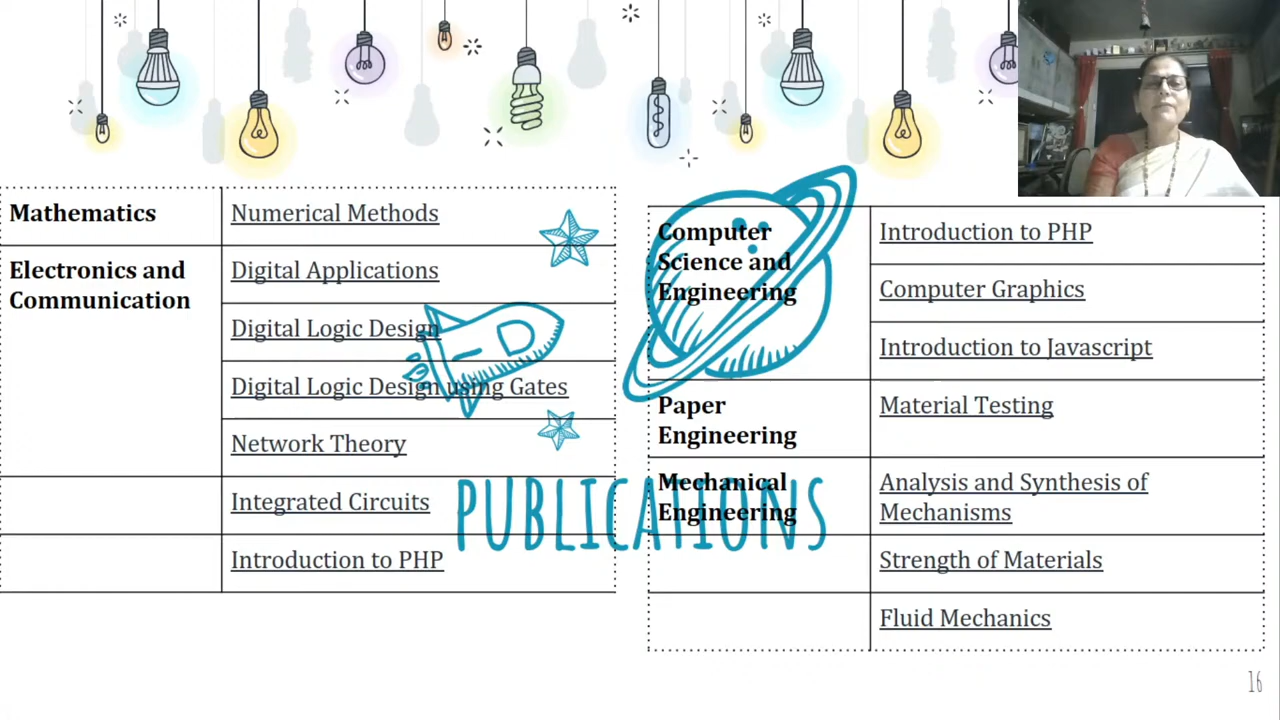 Mathematics
Numerical Methods
Electronics and
Communication
Digital Applications
Digital Logic Design
Digital Logic Design using Gates
Network Theory
Integrated Circuits
Introduction to PHP
Computer
Science and
Engineering
Introduction to PHP
Computer Graphics
Introduction to Javascript
Paper
Engineering
Material Testing
Mechanical
Engineering
Analysis and Synthesis of
Mechanisms
Strength of Materials
Fluid Mechanics
PUBLICATIONS
16